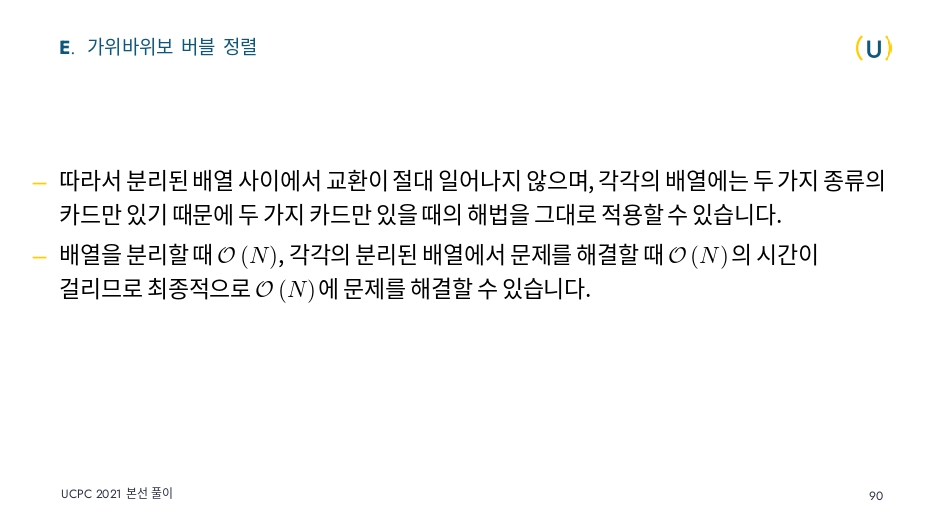 E. 가위바위보 버블 정렬
(U)
– 따라서 분리된 배열 사이에서 교환이 절대 일어나지 않으며, 각각의 배열에는 두 가지 종류의
카드만 있기 때문에 두 가지 카드만 있을 때의 해법을 그대로 적용할 수 있습니다.
– 배열을 분리할 때 𝒪 (N), 각각의 분리된 배열에서 문제를 해결할 때 𝒪 (N)의 시간이
걸리므로 최종적으로 𝒪 (N)에 문제를 해결할 수 있습니다.
UCPC 2021 본선 풀이
90